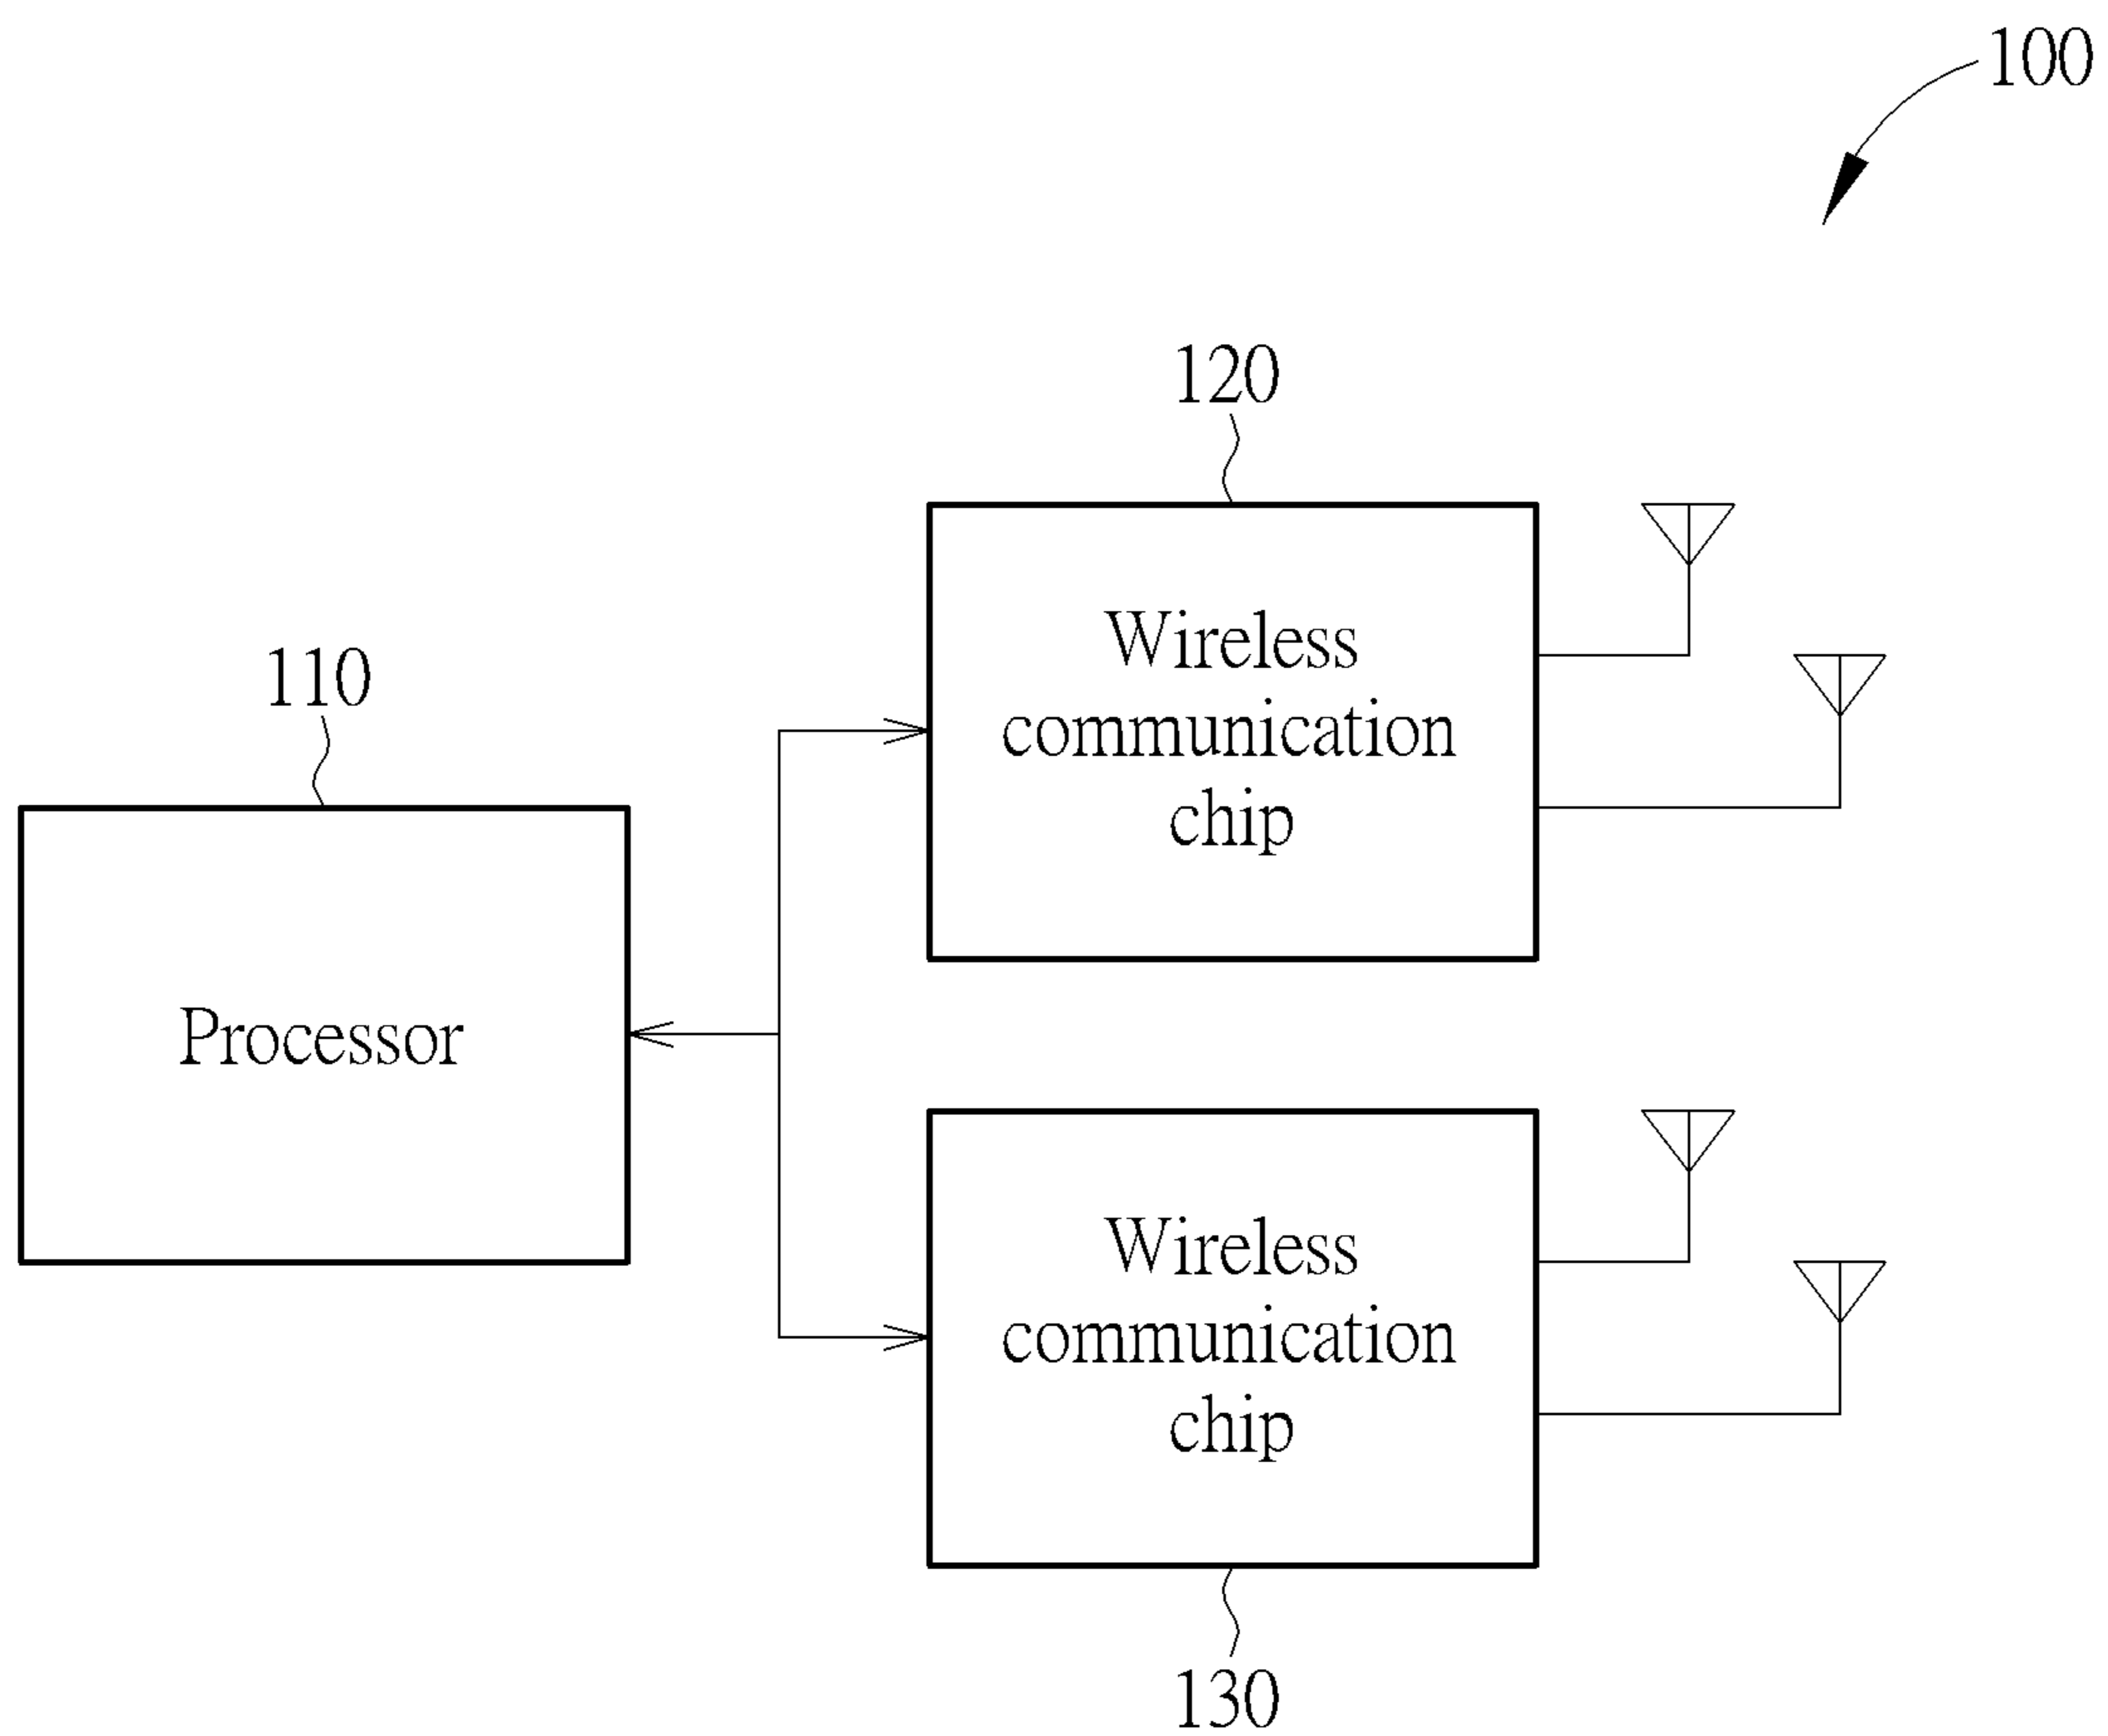 100
120
Wireless
communication
chip
110
Processor
Wireless
communication
chip
130